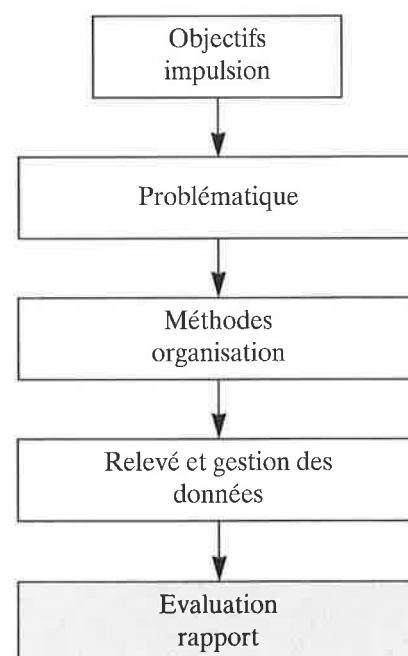 Objectifs
impulsion
Problématique
Méthodes
organisation
Relevé et gestion des
données
Evaluation
rapport